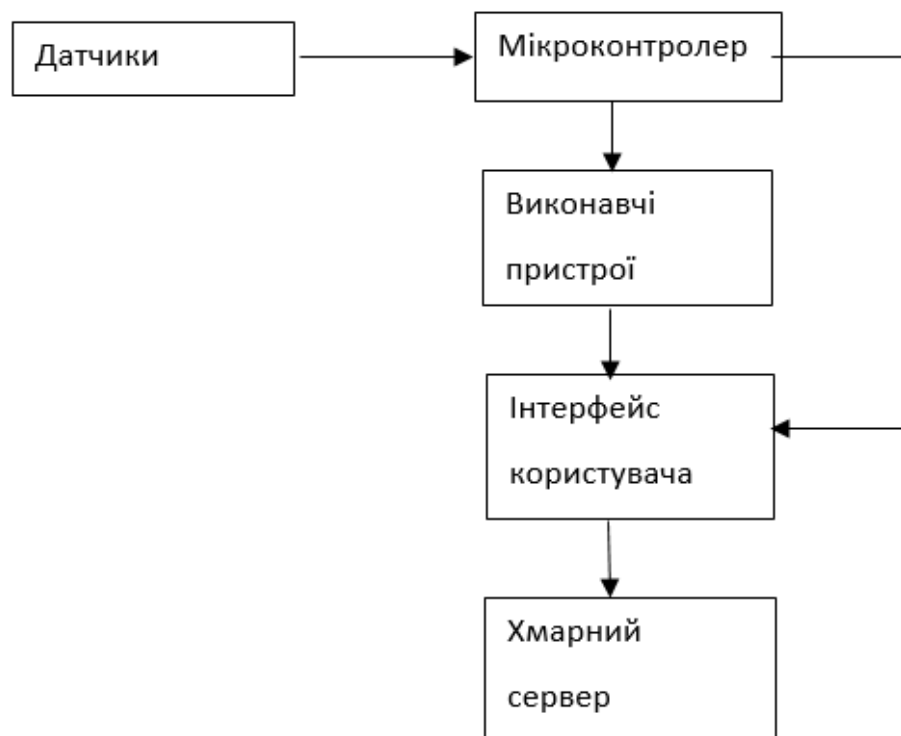 Датчики
Мікроконтролер
Виконавчі
пристрої
Інтерфейс
користувача
Хмарний
сервер